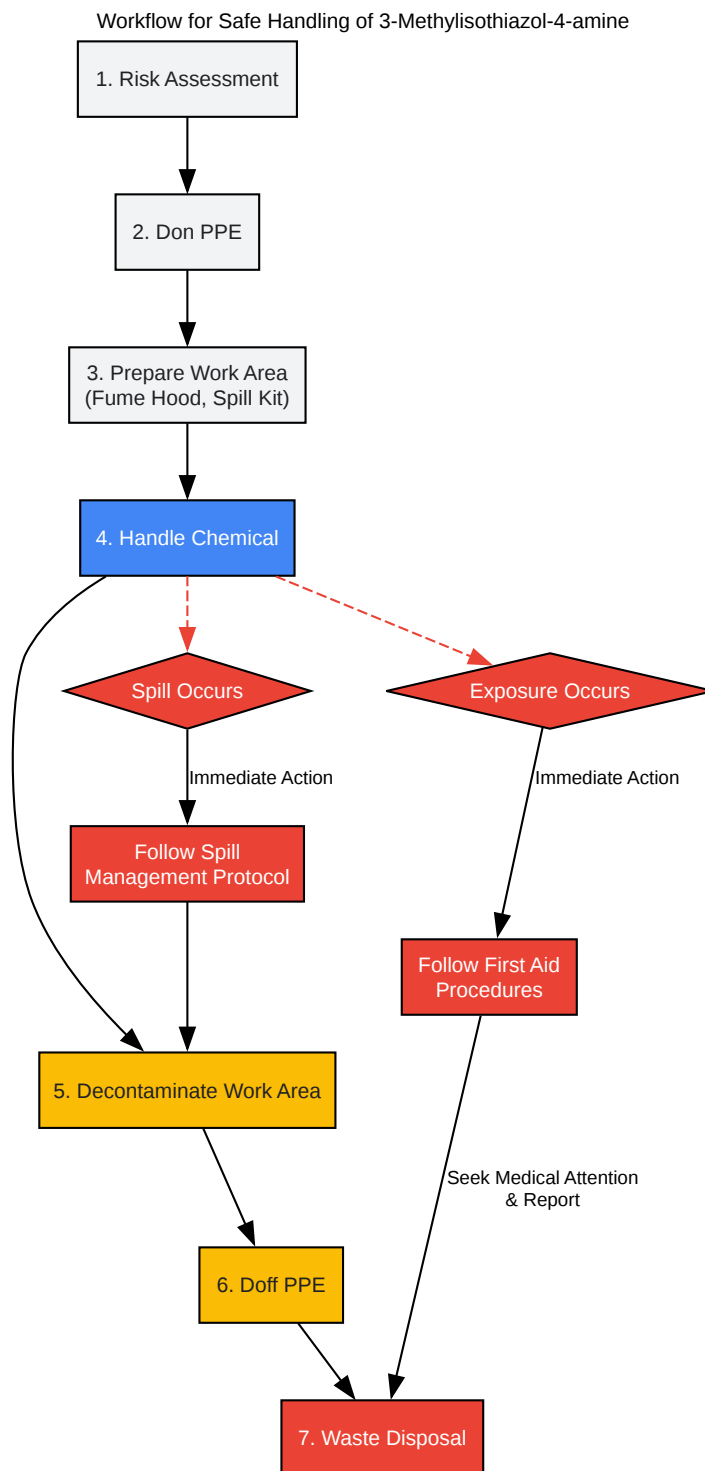 Workflow for Safe Handling of 3-Methylisothiazol-4-amine
1. Risk Assessment
2. Don PPE
3. Prepare Work Area
(Fume Hood, Spill Kit)
4. Handle Chemical
Spill Occurs
Exposure Occurs
Immediate Action
Immediate Action
Follow Spill
Management Protocol
Follow First Aid
Procedures
5. Decontaminate Work Area
Seek Medical Attention
& Report
6. Doff PPE
7. Waste Disposal